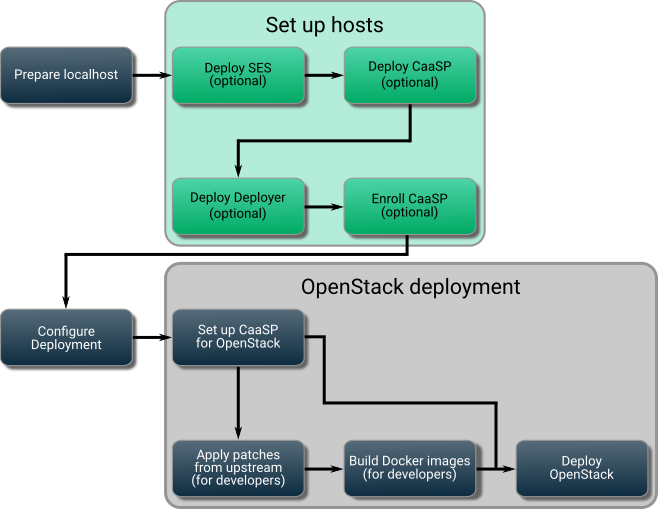 Set up hosts
Prepare localhost
Deploy SES
(optional)
Deploy CaaSP
(optional)
Deploy Deployer
(optional)
Enroll CaaSP
(optional)
OpenStack deployment
Configure
Deployment
Set up CaaSP
for OpenStack
Apply patches
from upstream
(for developers)
Build Docker images
(for developers)
Deploy
OpenStack